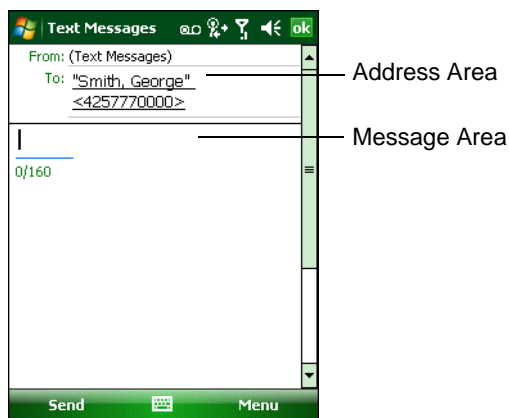 Text Messages ok
From: (Text Messages)
To: "Smith, George"
<4257770000>
Address Area
Message Area
0/160
Send Menu